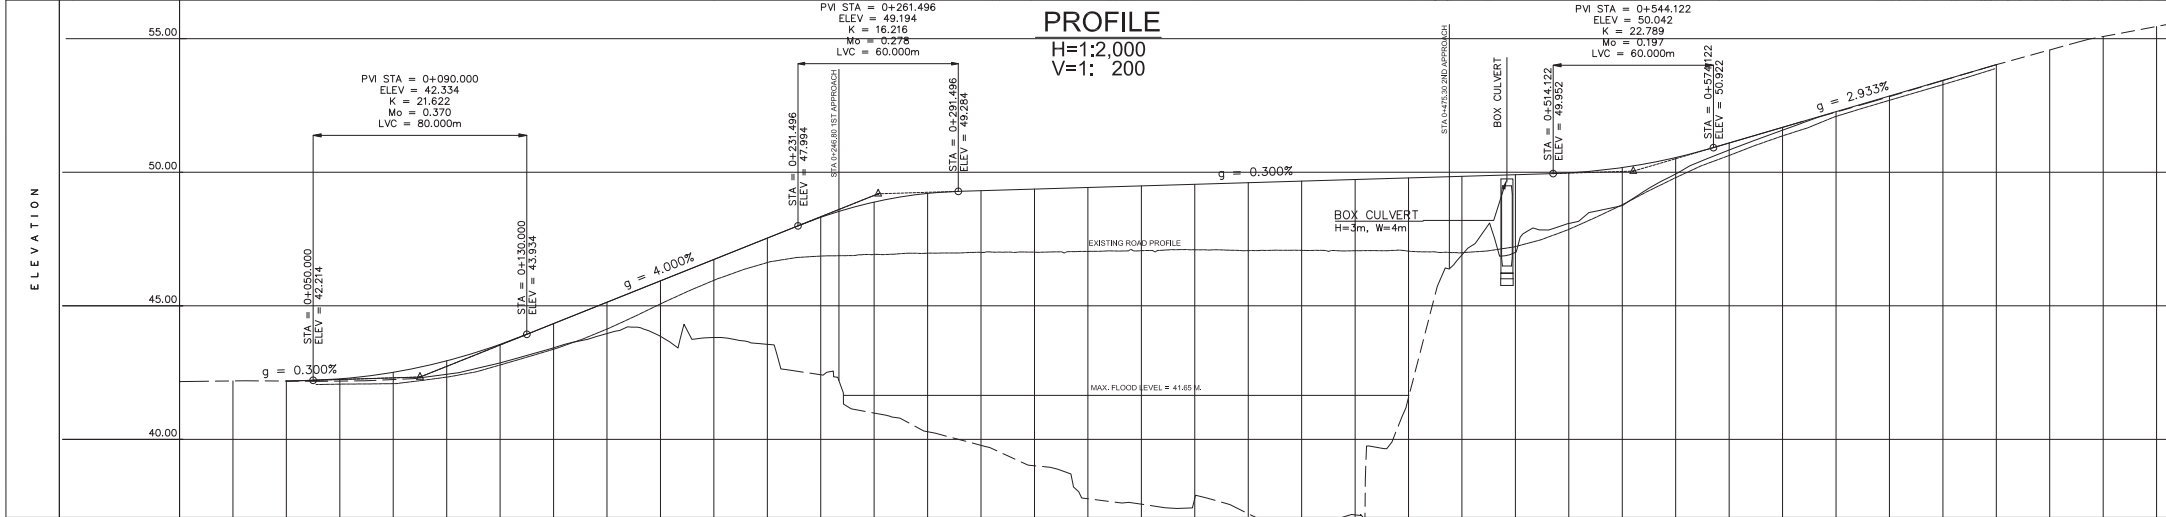 PROFILE
H=1:2,000
V=1: 200
ELEVATION
55.00
50.00
45.00
40.00
PVI STA = 0+090.000
ELEV = 42.334
K = 21.622
Mo = 0.370
LVC = 80.000m
STA = 0+050.000
ELEV = 42.214
STA = 0+130.000
ELEV = 43.934
g = 0.300%
g = 4.000%
PVI STA = 0+261.496
ELEV = 49.194
K = 16.216
Mo = 0.278
LVC = 60.000m
STA = 0+231.496
ELEV = 47.994
STA 0+246.80 1ST APPROACH
STA = 0+291.496
ELEV = 49.284
g = 0.300%
EXISTING ROAD PROFILE
MAX. FLOOD LEVEL = 41.65 M.
BOX CULVERT
H=3m, W=4m
STA 0+475.30 2ND APPROACH
BOX CULVERT
PVI STA = 0+544.122
ELEV = 50.042
K = 22.789
Mo = 0.197
LVC = 60.000m
STA = 0+514.122
ELEV = 49.952
STA = 0+574.122
ELEV = 50.922
g = 2.933%